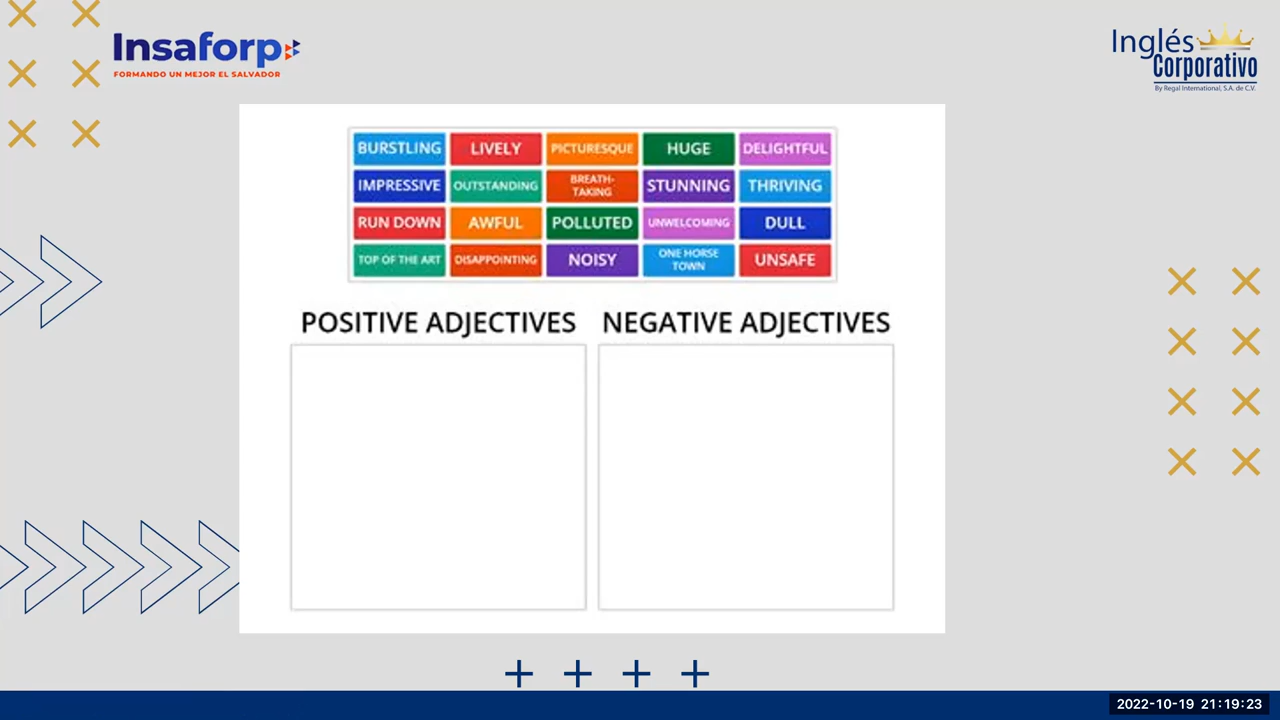 Insaforp
FORMANDO UN MEJOR EL SALVADOR
Inglés
Corporativo
By Regal International, S.A. de C.V.
BURSTLING LIVELY PICTURESQUE HUGE DELIGHTFUL
IMPRESSIVE OUTSTANDING BREATH-TAKING STUNNING THRIVING
RUN DOWN AWFUL POLLUTED UNWELCOMING DULL
TOP OF THE ART DISAPPOINTING NOISY ONE HORSE TOWN UNSAFE
POSITIVE ADJECTIVES NEGATIVE ADJECTIVES
2022-10-19 21:19:23